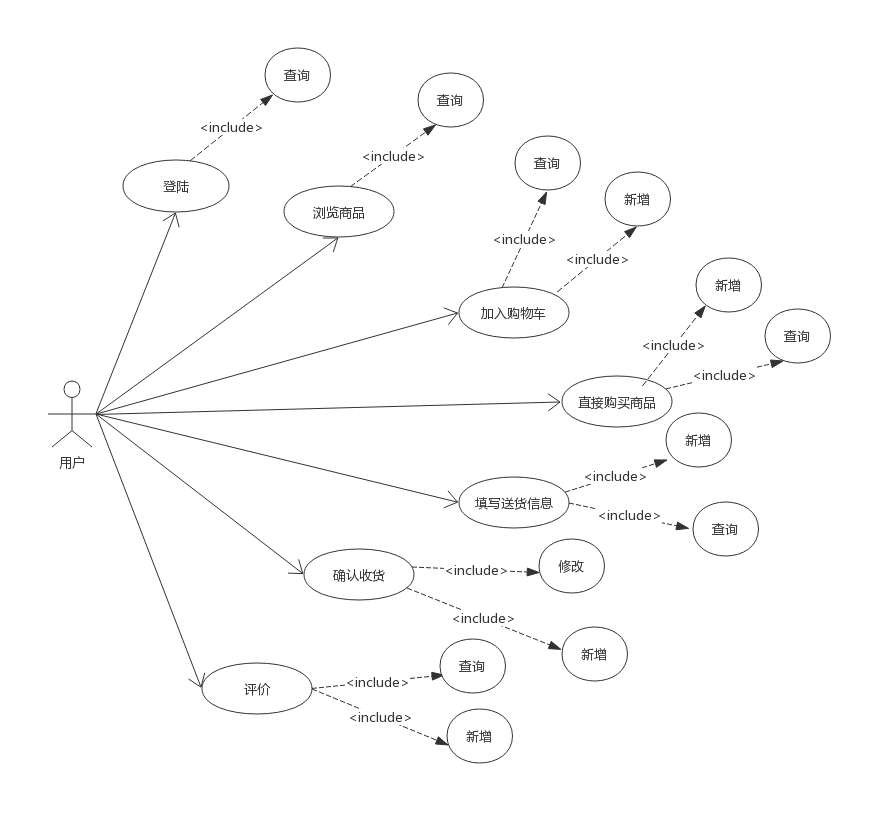 查询
查询
<include>
<include>
查询
登陆
新增
浏览商品
<include>
<include>
新增
加入购物车
查询
<include>
<include>
直接购买商品
新增
用户
<include>
填写送货信息
<include>
查询
修改
确认收货
<include>
<include>
新增
查询
<include>
评价
<include>
新增